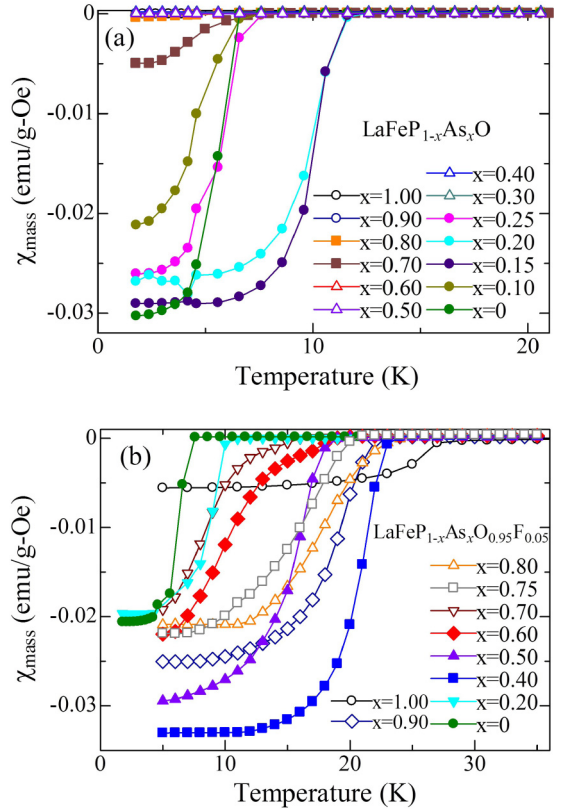 0
(a)
-0.01
LaFeP1-xAsxO
x=0.40
x=1.00
x=0.30
x=0.90
x=0.25
-0.02
x=0.80
x=0.20
x=0.70
x=0.15
x=0.60
x=0.10
-0.03
x=0.50
x=0
χmass (emu/g-Oe)
0
10
20
Temperature (K)
0
(b)
-0.01
LaFeP1-xAsxO0.95F0.05
x=0.80
x=0.75
-0.02
x=0.70
x=0.60
x=0.50
x=0.40
-0.03
x=1.00
x=0.20
x=0.90
x=0
χmass (emu/g-Oe)
0
10
20
30
Temperature (K)